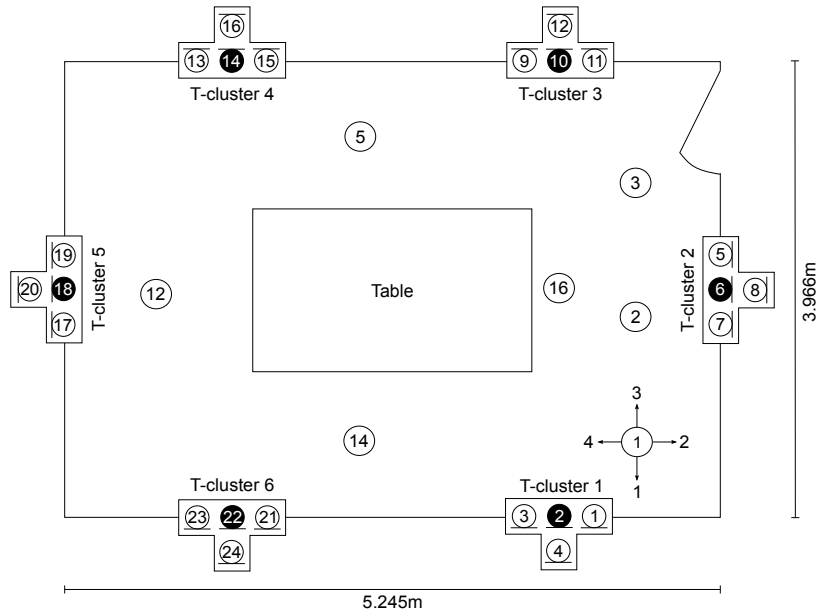 16
13 14 15
T-cluster 4
12
9 10 11
T-cluster 3
5
3
19
20 18
17
T-cluster 5
12
Table
16
2
T-cluster 2
5
6 8
7
3.966m
3
4 1 2
1
14
T-cluster 6
23 22 21
24
T-cluster 1
3 2 1
4
5.245m